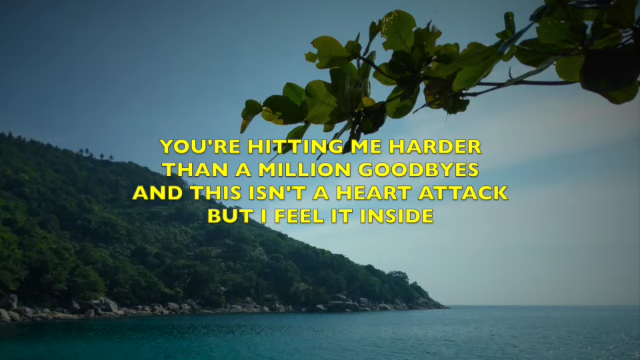 YOU'RE HITTING ME HARDER
THAN A MILLION GOODBYES
AND THIS ISN'T A HEART ATTACK
BUT I FEEL IT INSIDE